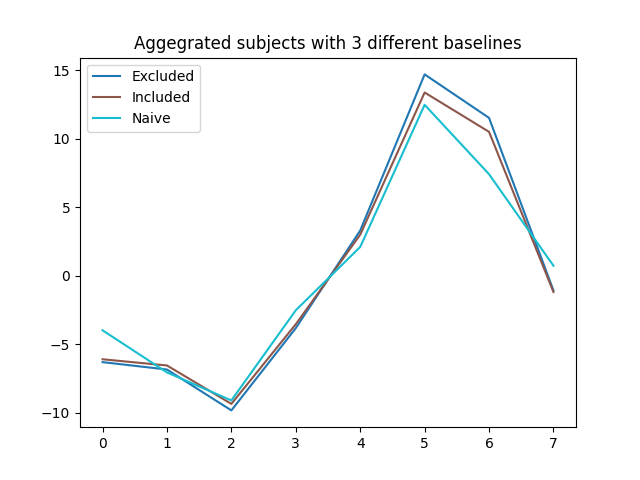 Aggegrated subjects with 3 different baselines
Excluded
Included
Naive
15
10
5
0
−5
−10
0 1 2 3 4 5 6 7